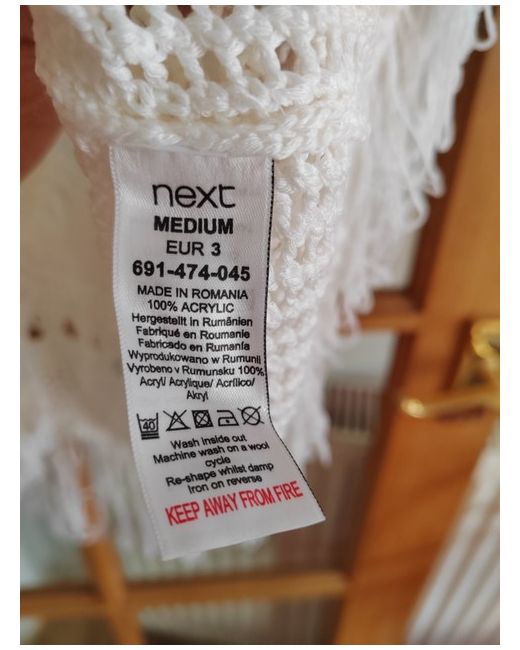 next
MEDIUM
EUR 3
691-474-045
MADE IN ROMANIA
100% ACRYLIC
Hergestellt in Rumänien
Fabriqué en Roumanie
Fabricado en Rumanía
Wyprodukowano w Rumunii
Vyrobeno v Rumunsku 100%
Acryl/ Acrylique/ Acrílico/
Akryl
40
Wash inside out
Machine wash on a wool
cycle
Re-shape whilst damp
Iron on reverse
KEEP AWAY FROM FIRE